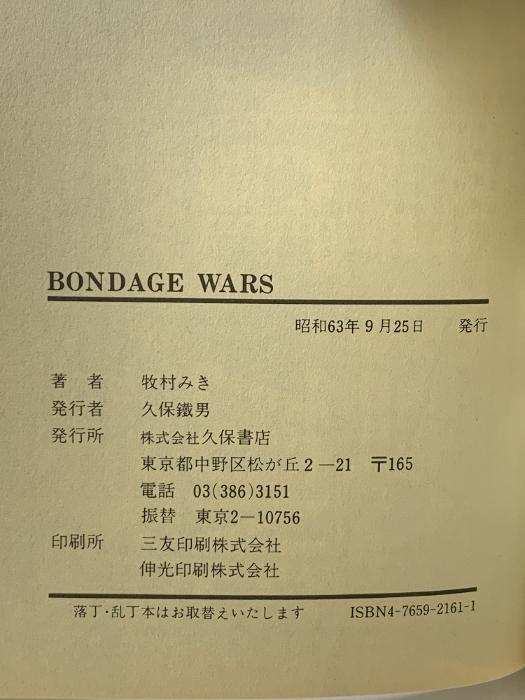 BONDAGE WARS
昭和63年9月25日 発行
著 者 牧村みき
発行者 久保鐵男
発行所 株式会社久保書店
東京都中野区松が丘2―21 〒165
電話 03(386)3151
振替 東京2―10756
印刷所 三友印刷株式会社
伸光印刷株式会社
落丁・乱丁本はお取替えいたします ISBN4-7659-2161-1